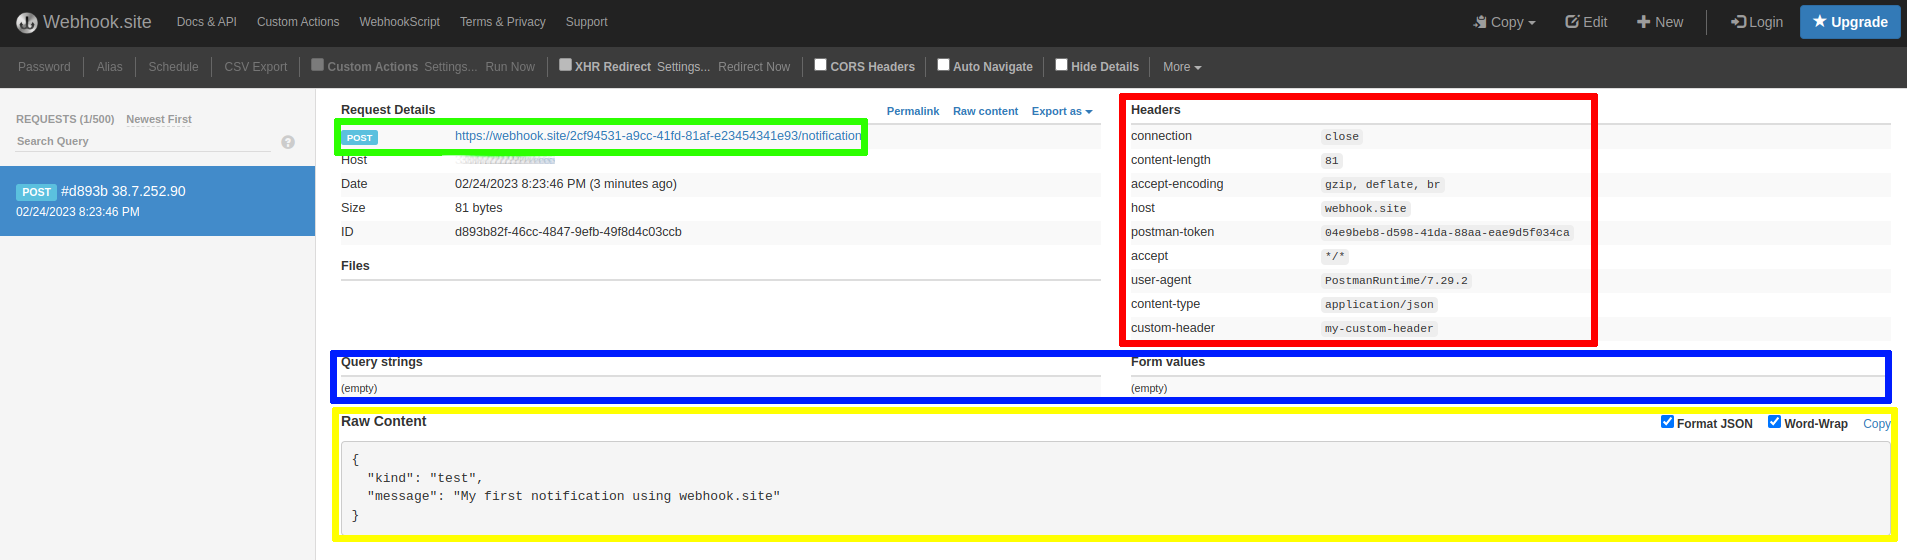 Webhook.site Docs & API Custom Actions WebhookScript Terms & Privacy Support Copy Edit New Login Upgrade
Password Alias Schedule CSV Export Custom Actions Settings... Run Now XHR Redirect Settings... Redirect Now CORS Headers Auto Navigate Hide Details More
REQUESTS (1/500) Newest First
Search Query ?
POST #d893b 38.7.252.90
02/24/2023 8:23:46 PM
Request Details Permalink Raw content Export as
POST https://webhook.site/2cf94531-a9cc-41fd-81af-e23454341e93/notification
Host
Date 02/24/2023 8:23:46 PM (3 minutes ago)
Size 81 bytes
ID d893b82f-46cc-4847-9efb-49f8d4c03ccb
Files
Headers
connection close
content-length 81
accept-encoding gzip, deflate, br
host webhook.site
postman-token 04e9beb8-d598-41da-88aa-eae9d5f034ca
accept */*
user-agent PostmanRuntime/7.29.2
content-type application/json
custom-header my-custom-header
Query strings
(empty)
Form values
(empty)
Raw Content Format JSON Word-Wrap Copy
{
"kind": "test",
"message": "My first notification using webhook.site"
}